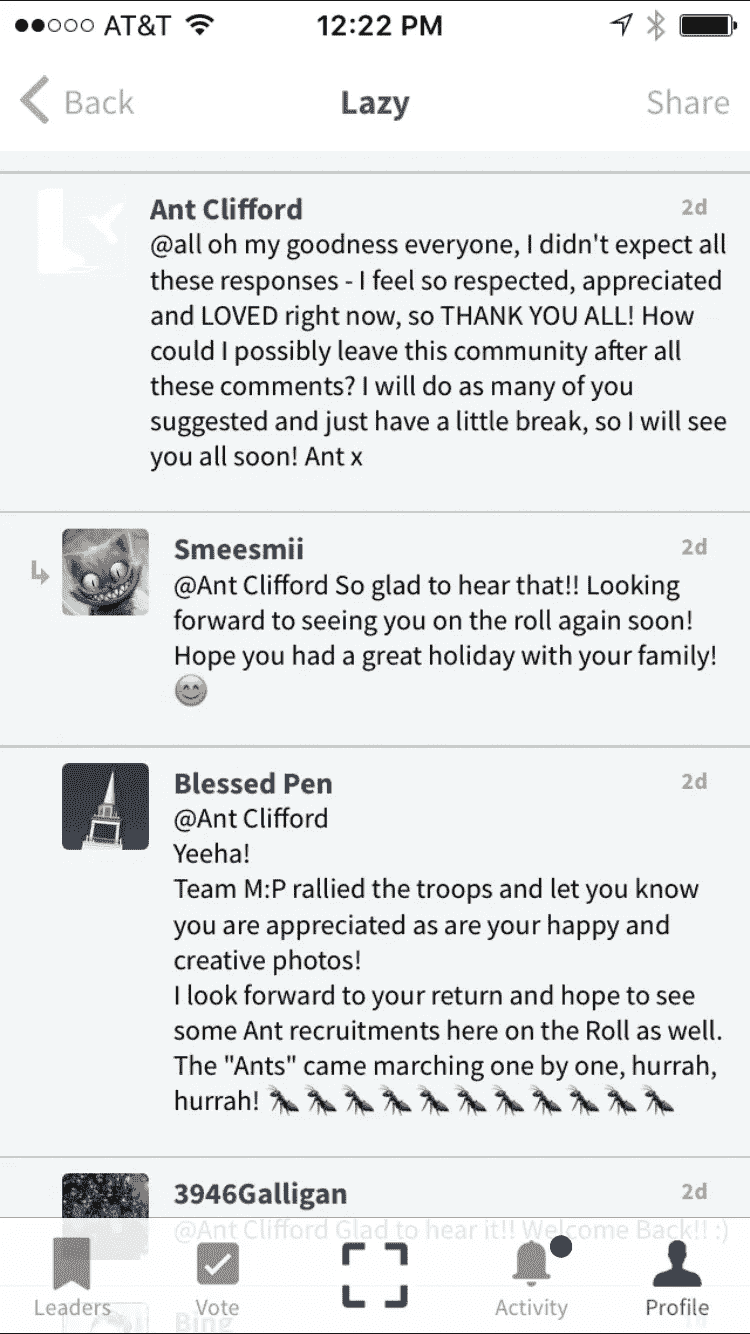 AT&T 12:22 PM
Back Lazy Share
Ant Clifford 2d
@all oh my goodness everyone, I didn't expect all
these responses - I feel so respected, appreciated
and LOVED right now, so THANK YOU ALL! How
could I possibly leave this community after all
these comments? I will do as many of you
suggested and just have a little break, so I will see
you all soon! Ant x
Smeesmii 2d
@Ant Clifford So glad to hear that!! Looking
forward to seeing you on the roll again soon!
Hope you had a great holiday with your family!
😊
Blessed Pen 2d
@Ant Clifford
Yeeha!
Team M:P rallied the troops and let you know
you are appreciated as are your happy and
creative photos!
I look forward to your return and hope to see
some Ant recruitments here on the Roll as well.
The "Ants" came marching one by one, hurrah,
hurrah! 🐜🐜🐜🐜🐜🐜🐜🐜🐜🐜🐜
3946Galligan 2d
@Ant Clifford Glad to hear it!! Welcome Back!! :)
Leaders Vote Activity Profile
Bing